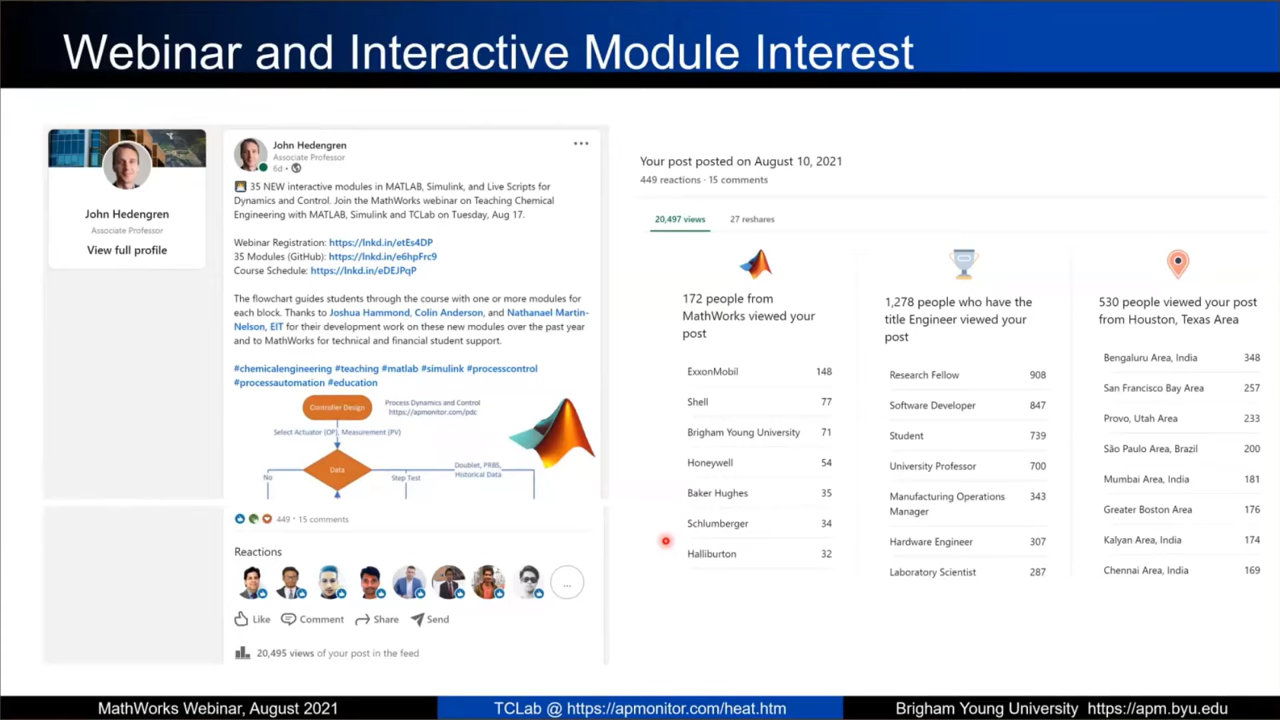 Webinar and Interactive Module Interest
John Hedengren
Associate Professor
View full profile
John Hedengren
Associate Professor
6d •
35 NEW interactive modules in MATLAB, Simulink, and Live Scripts for
Dynamics and Control. Join the MathWorks webinar on Teaching Chemical
Engineering with MATLAB, Simulink and TCLab on Tuesday, Aug 17.
Webinar Registration: https://lnkd.in/etEs4DP
35 Modules (GitHub): https://lnkd.in/e6hpFrc9
Course Schedule: https://lnkd.in/eDEJPqP
The flowchart guides students through the course with one or more modules for
each block. Thanks to Joshua Hammond, Colin Anderson, and Nathanael Martin-
Nelson, EIT for their development work on these new modules over the past year
and to MathWorks for technical and financial student support.
#chemicalengineering #teaching #matlab #simulink #processcontrol
#processautomation #education
Controller Design
Process Dynamics and Control
https://apmonitor.com/pdc
Select Actuator (OP), Measurement (PV)
Data
No
Step Test
Doublet, PRBS,
Historical Data
449 • 15 comments
Reactions
...
Like Comment Share Send
20,495 views of your post in the feed
Your post posted on August 10, 2021
449 reactions · 15 comments
20,497 views 27 reshares
172 people from
MathWorks viewed your
post
ExxonMobil 148
Shell 77
Brigham Young University 71
Honeywell 54
Baker Hughes 35
Schlumberger 34
Halliburton 32
1,278 people who have the
title Engineer viewed your
post
Research Fellow 908
Software Developer 847
Student 739
University Professor 700
Manufacturing Operations 343
Manager
Hardware Engineer 307
Laboratory Scientist 287
530 people viewed your post
from Houston, Texas Area
Bengaluru Area, India 348
San Francisco Bay Area 257
Provo, Utah Area 233
São Paulo Area, Brazil 200
Mumbai Area, India 181
Greater Boston Area 176
Kalyan Area, India 174
Chennai Area, India 169
MathWorks Webinar, August 2021
TCLab @ https://apmonitor.com/heat.htm
Brigham Young University https://apm.byu.edu